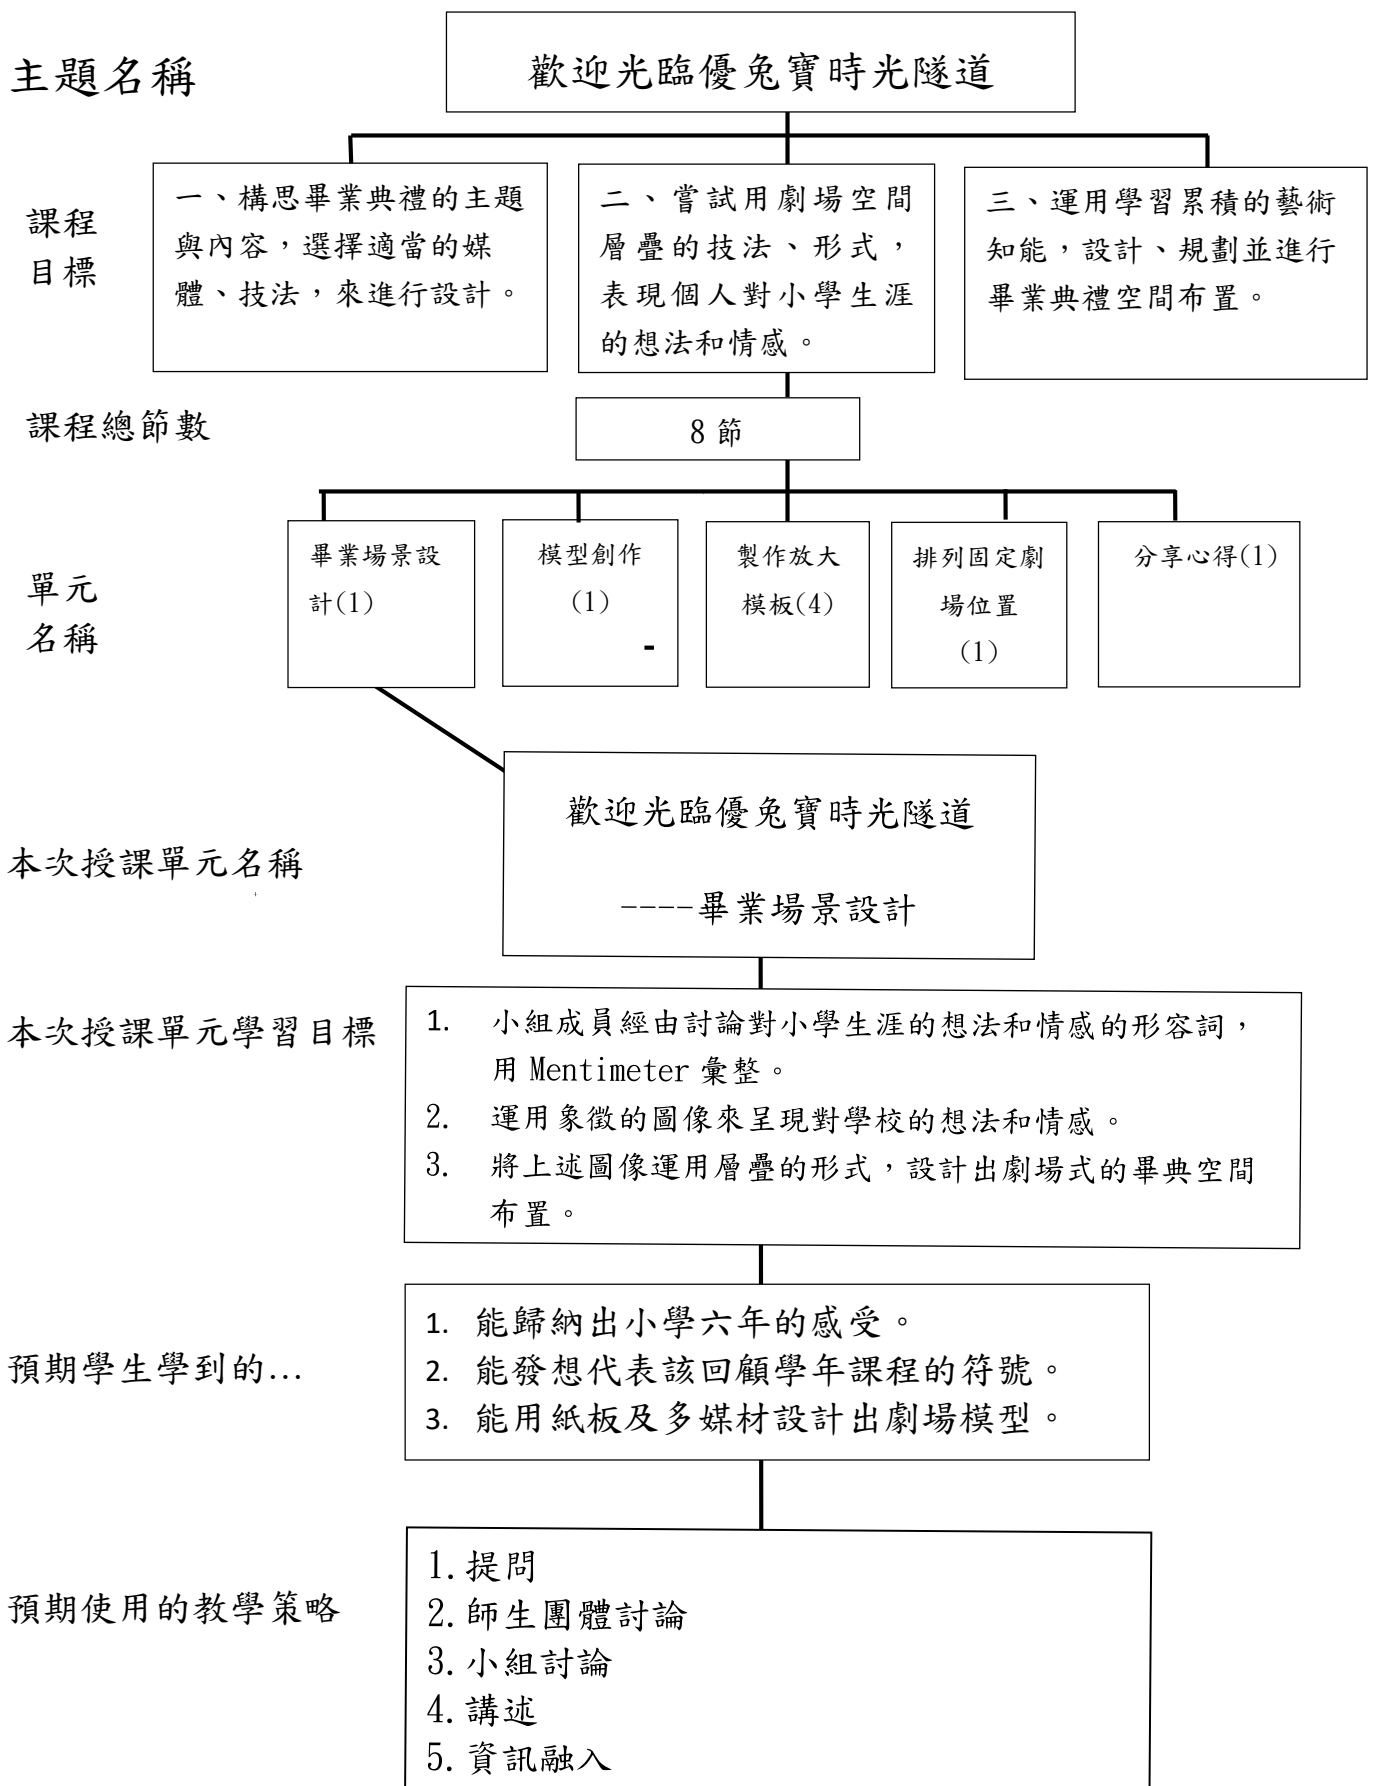 主題名稱
歡迎光臨優兔寶時光隧道
課程
目標
一、構思畢業典禮的主題
與內容，選擇適當的媒
體、技法，來進行設計。
二、嘗試用劇場空間
層疊的技法、形式，
表現個人對小學生涯
的想法和情感。
三、運用學習累積的藝術
知能，設計、規劃並進行
畢業典禮空間布置。
課程總節數
8 節
單元
名稱
畢業場景設
計(1)
模型創作
(1)
-
製作放大
模板(4)
排列固定劇
場位置
(1)
分享心得(1)
本次授課單元名稱
歡迎光臨優兔寶時光隧道
----畢業場景設計
本次授課單元學習目標
1. 小組成員經由討論對小學生涯的想法和情感的形容詞，
用 Mentimeter 彙整。
2. 運用象徵的圖像來呈現對學校的想法和情感。
3. 將上述圖像運用層疊的形式，設計出劇場式的畢典空間
布置。
預期學生學到的…
1. 能歸納出小學六年的感受。
2. 能發想代表該回顧學年課程的符號。
3. 能用紙板及多媒材設計出劇場模型。
預期使用的教學策略
1.提問
2.師生團體討論
3.小組討論
4.講述
5.資訊融入